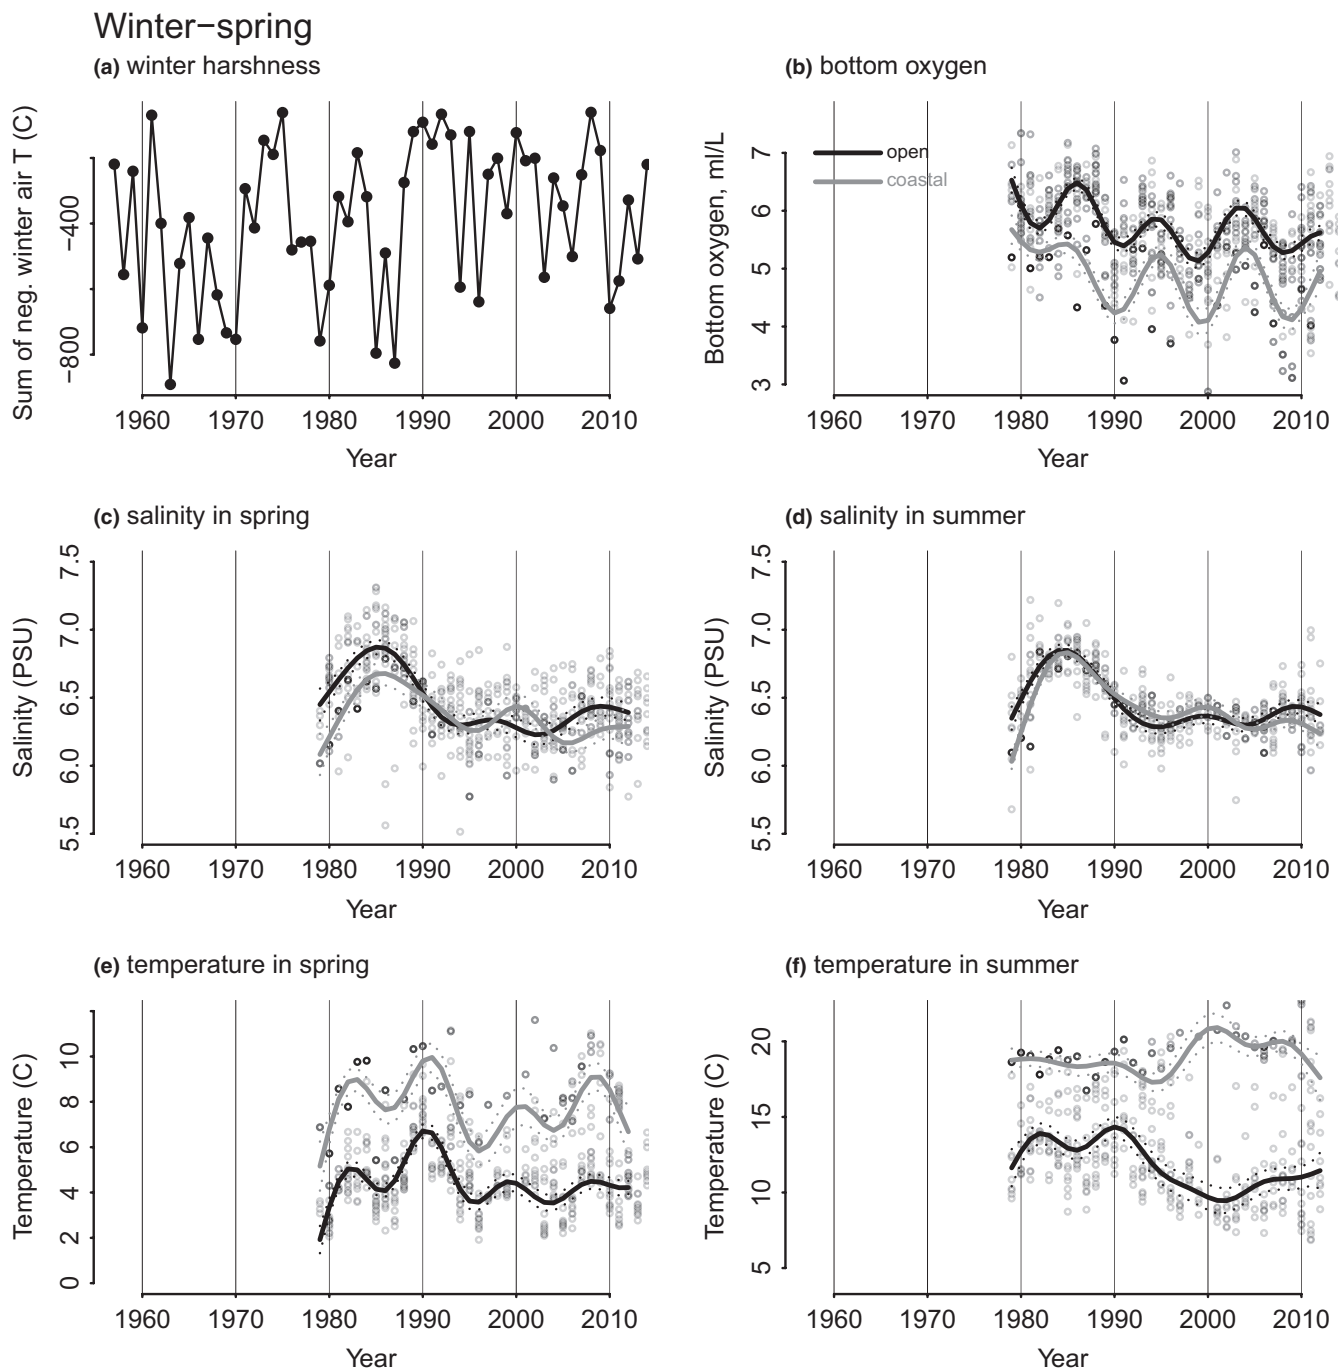 Winter−spring
(a) winter harshness
Sum of neg. winter air T (C)
−400
−800
1960 1970 1980 1990 2000 2010
Year
(b) bottom oxygen
open
coastal
Bottom oxygen, ml/L
7
6
5
4
3
1960 1970 1980 1990 2000 2010
Year
(c) salinity in spring
Salinity (PSU)
7.5
7.0
6.5
6.0
5.5
1960 1970 1980 1990 2000 2010
Year
(d) salinity in summer
Salinity (PSU)
7.5
7.0
6.5
6.0
5.5
1960 1970 1980 1990 2000 2010
Year
(e) temperature in spring
Temperature (C)
10
8
6
4
2
0
1960 1970 1980 1990 2000 2010
Year
(f) temperature in summer
Temperature (C)
20
15
10
5
1960 1970 1980 1990 2000 2010
Year